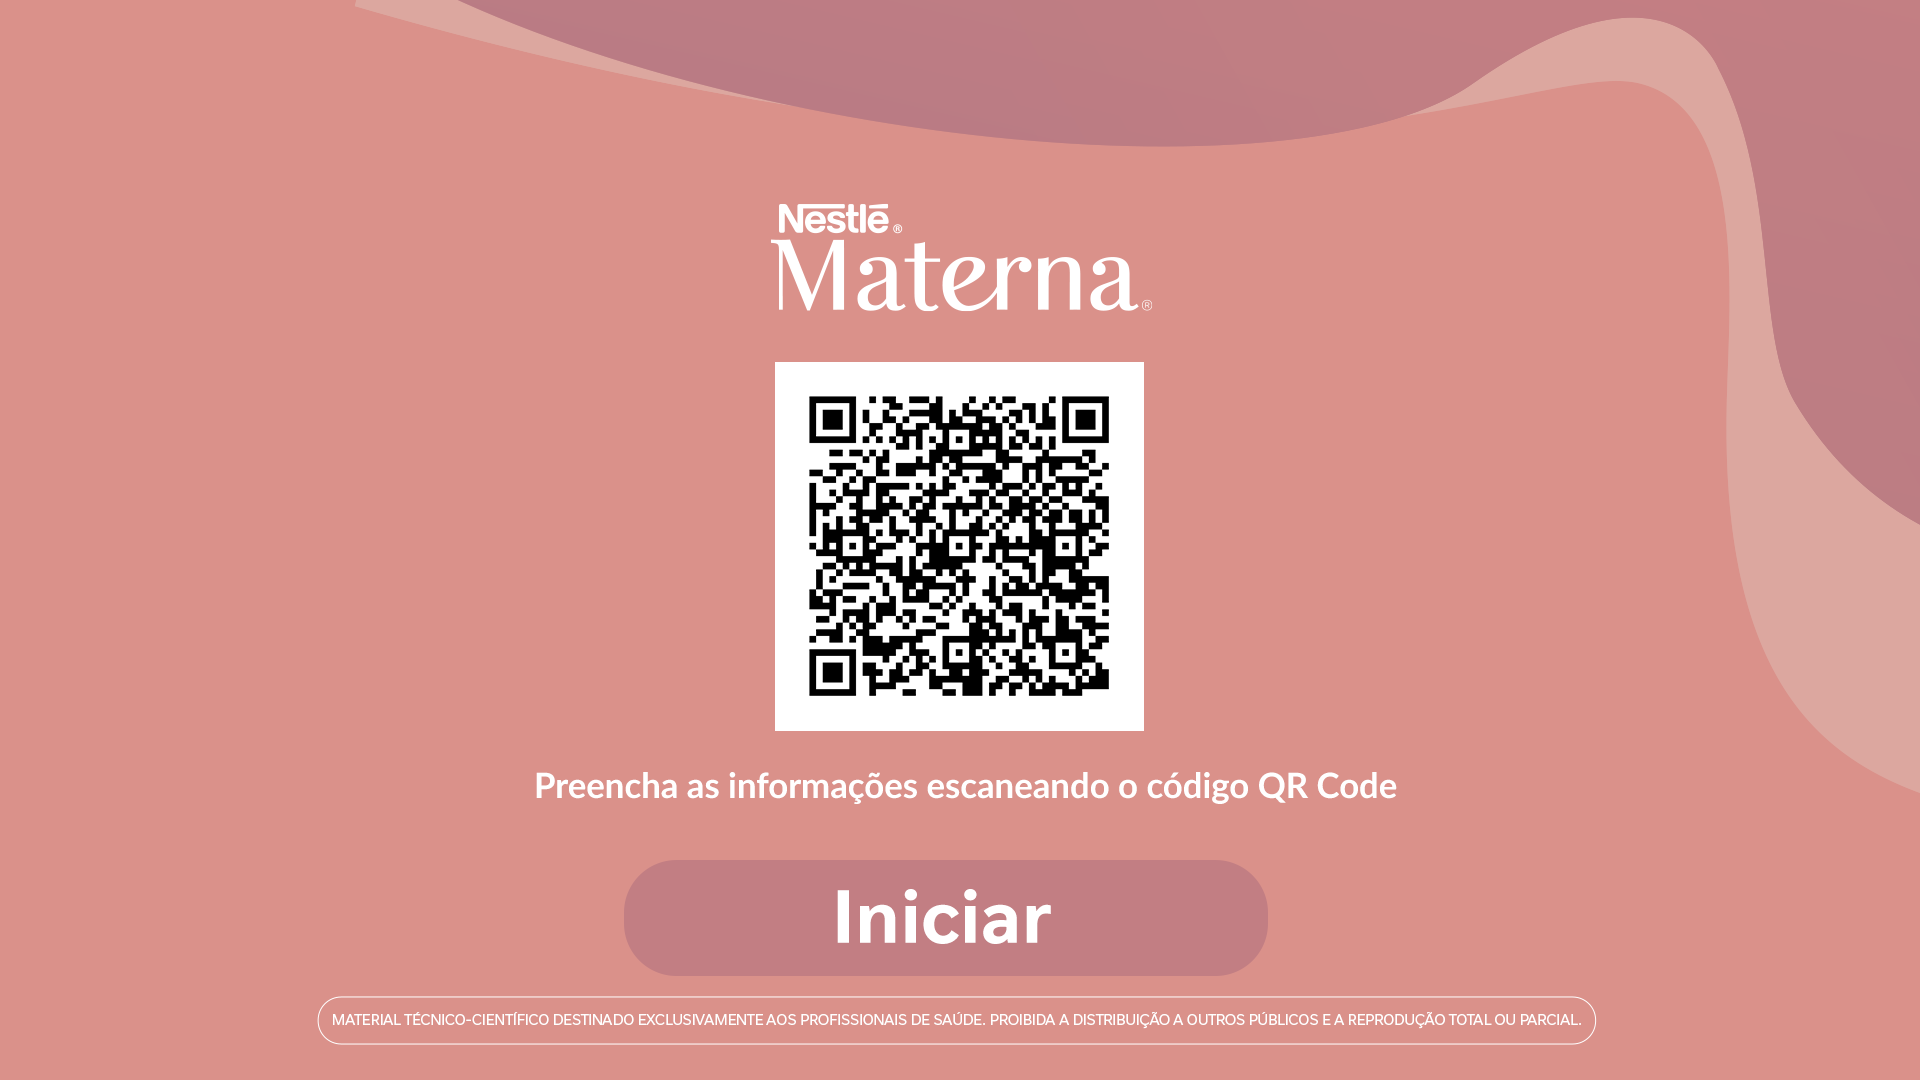 Nestlé®
Materna®
Preencha as informações escaneando o código QR Code
Iniciar
MATERIAL TÉCNICO-CIENTÍFICO DESTINADO EXCLUSIVAMENTE AOS PROFISSIONAIS DE SAÚDE. PROIBIDA A DISTRIBUIÇÃO A OUTROS PÚBLICOS E A REPRODUÇÃO TOTAL OU PARCIAL.